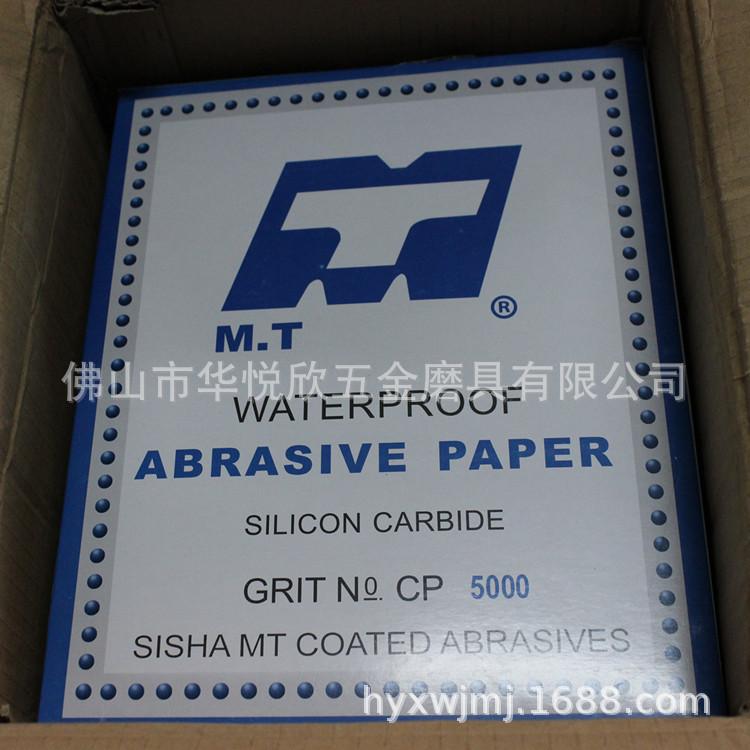 MT
®
M.T
佛山市华悦欣五金磨具有限公司
WATERPROOF
ABRASIVE PAPER
SILICON CARBIDE
GRIT Nº. CP 5000
SISHA MT COATED ABRASIVES
hyxwjmj.1688.com